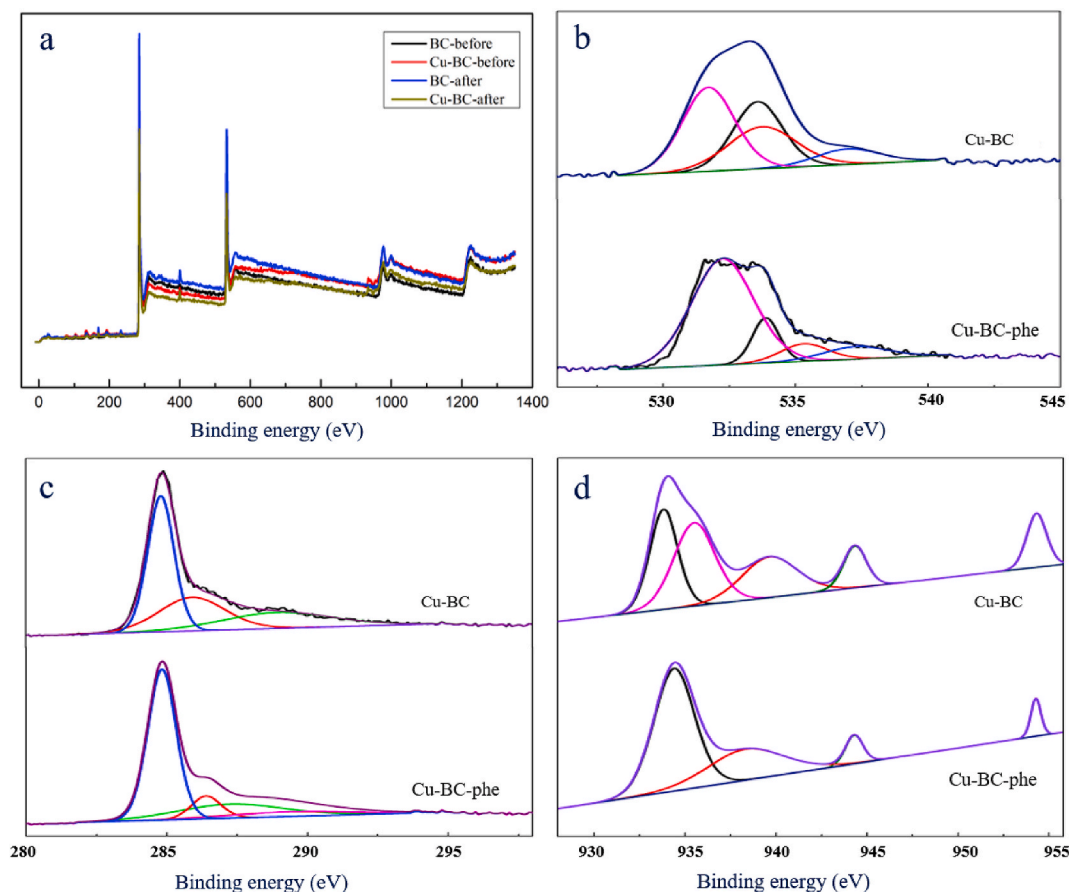 a
BC-before
Cu-BC-before
BC-after
Cu-BC-after
0 200 400 600 800 1000 1200 1400
Binding energy (eV)
b
Cu-BC
Cu-BC-phe
530 535 540 545
Binding energy (eV)
c
Cu-BC
Cu-BC-phe
280 285 290 295
Binding energy (eV)
d
Cu-BC
Cu-BC-phe
930 935 940 945 950 955
Binding energy (eV)